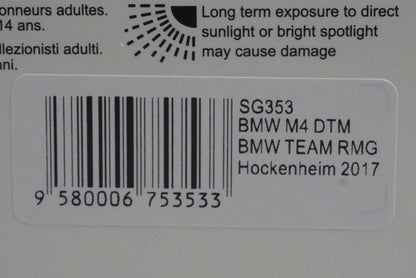 onneurs adultes.
14 ans.
llezionisti adulti.
nni.
Long term exposure to direct
sunlight or bright spotlight
may cause damage
SG353
BMW M4 DTM
BMW TEAM RMG
Hockenheim 2017
9 580006 753533